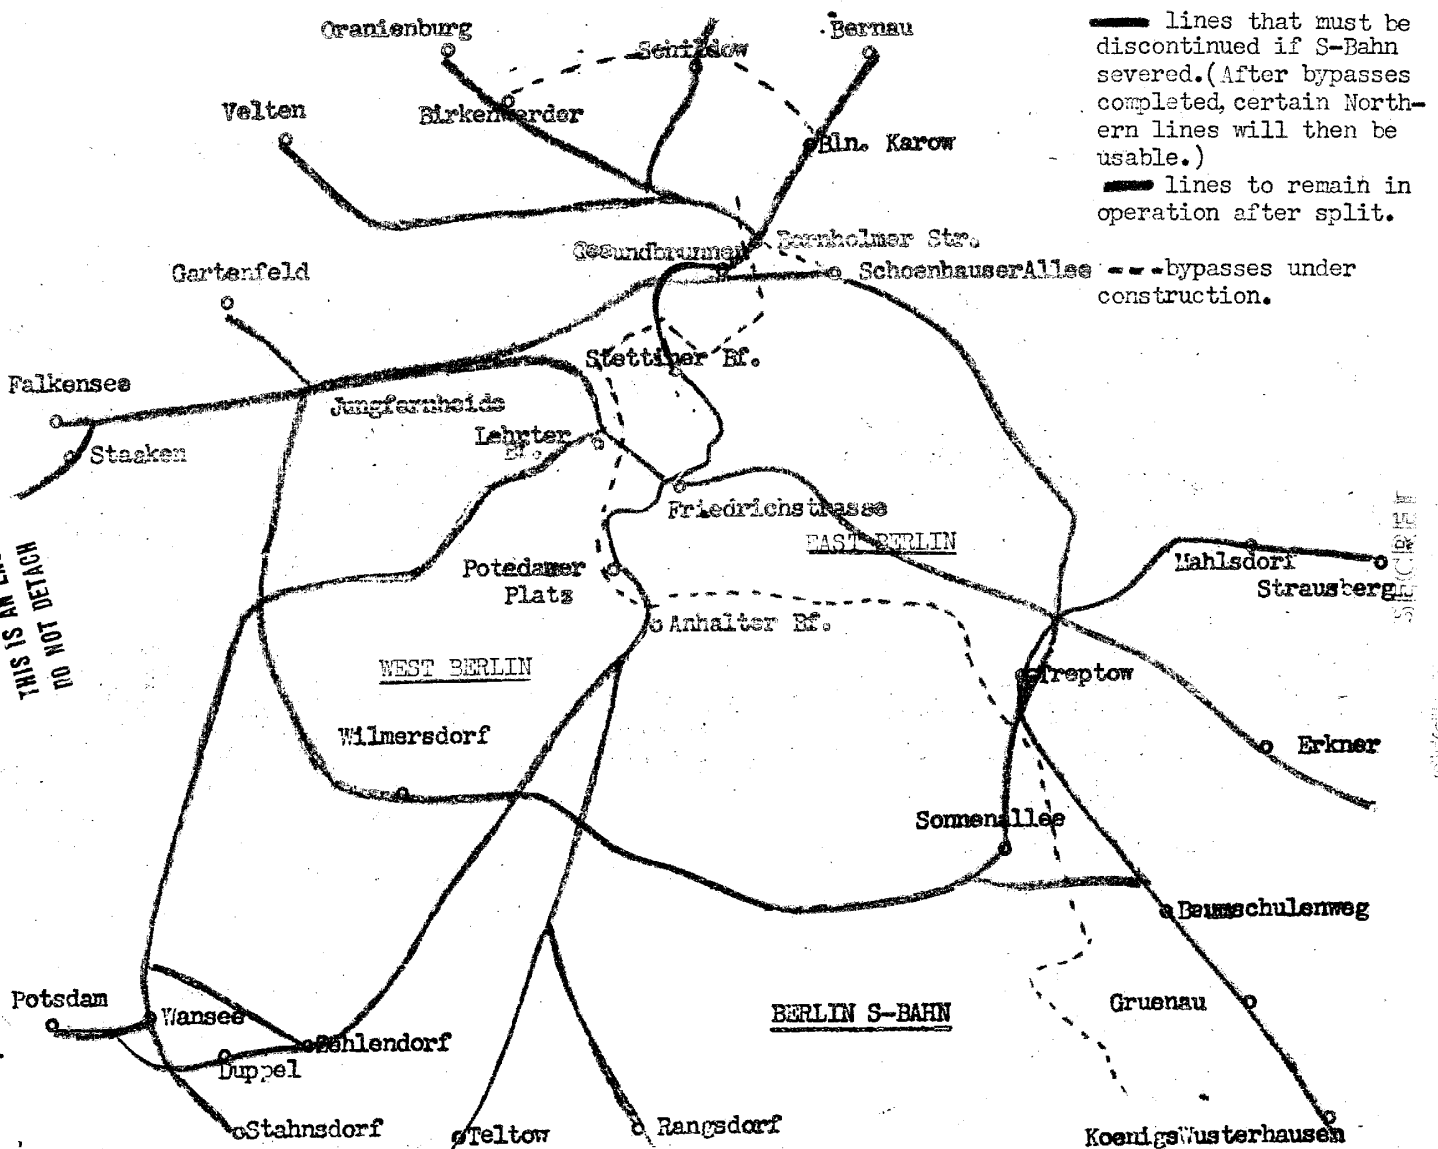 Oranienburg
Schildow
Bernau
Velten
Birkenwerder
Bln. Karow
lines that must be
discontinued if S-Bahn
severed.(After bypasses
completed, certain North-
ern lines will then be
usable.)
lines to remain in
operation after split.
bypasses under
construction.
Gesundbrunnen
Bornholmer Str.
SchoenhauserAllee
Gartenfeld
Stettiner Bf.
Falkensee
Jungfernheide
Staaken
Lehrter
Bf.
Friedrichstrasse
EAST BERLIN
Mahlsdorf
Strausberg
SECRET
Potsdamer
Platz
Anhalter Bf.
WEST BERLIN
THIS IS AN
DO NOT DETACH
Treptow
Wilmersdorf
Erkner
Sonnenallee
Baumschulenweg
Potsdam
Wansee
BERLIN S-BAHN
Gruenau
Zehlendorf
Duppel
Stahnsdorf
Teltow
Rangsdorf
KoenigsWusterhausen